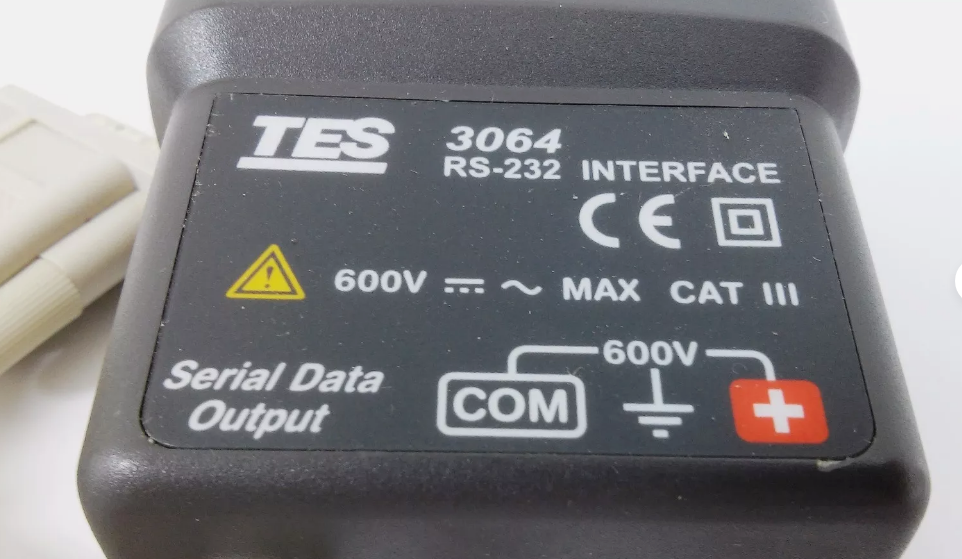 TES 3064
RS-232 INTERFACE
CE
600V ⎓ ~ MAX CAT III
600V
Serial Data
Output
COM
+